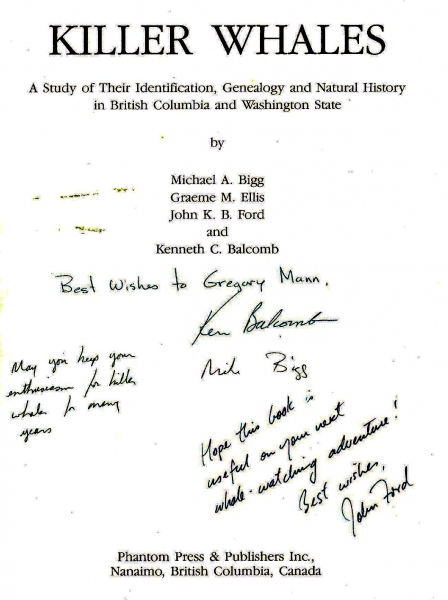 KILLER WHALES
A Study of Their Identification, Genealogy and Natural History
in British Columbia and Washington State
by
Michael A. Bigg
Graeme M. Ellis
John K. B. Ford
and
Kenneth C. Balcomb
Best Wishes to Gregory Mann,
Ken Balcomb
May you keep your
enthusiasm for killer
whales for many
years
Mike Bigg
Hope this book is
useful on your next
whale-watching adventure!
Best wishes,
John Ford
Phantom Press & Publishers Inc.,
Nanaimo, British Columbia, Canada